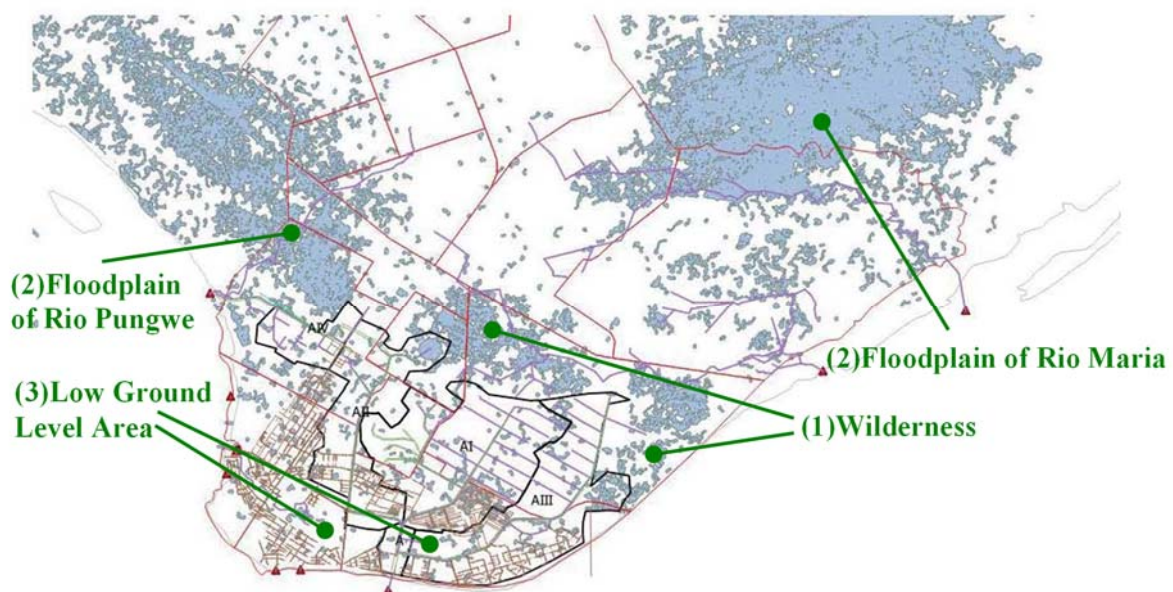 (2)Floodplain
of Rio Pungwe
(2)Floodplain of Rio Maria
(3)Low Ground
Level Area
(1)Wilderness
AIV
AII
AI
AIII